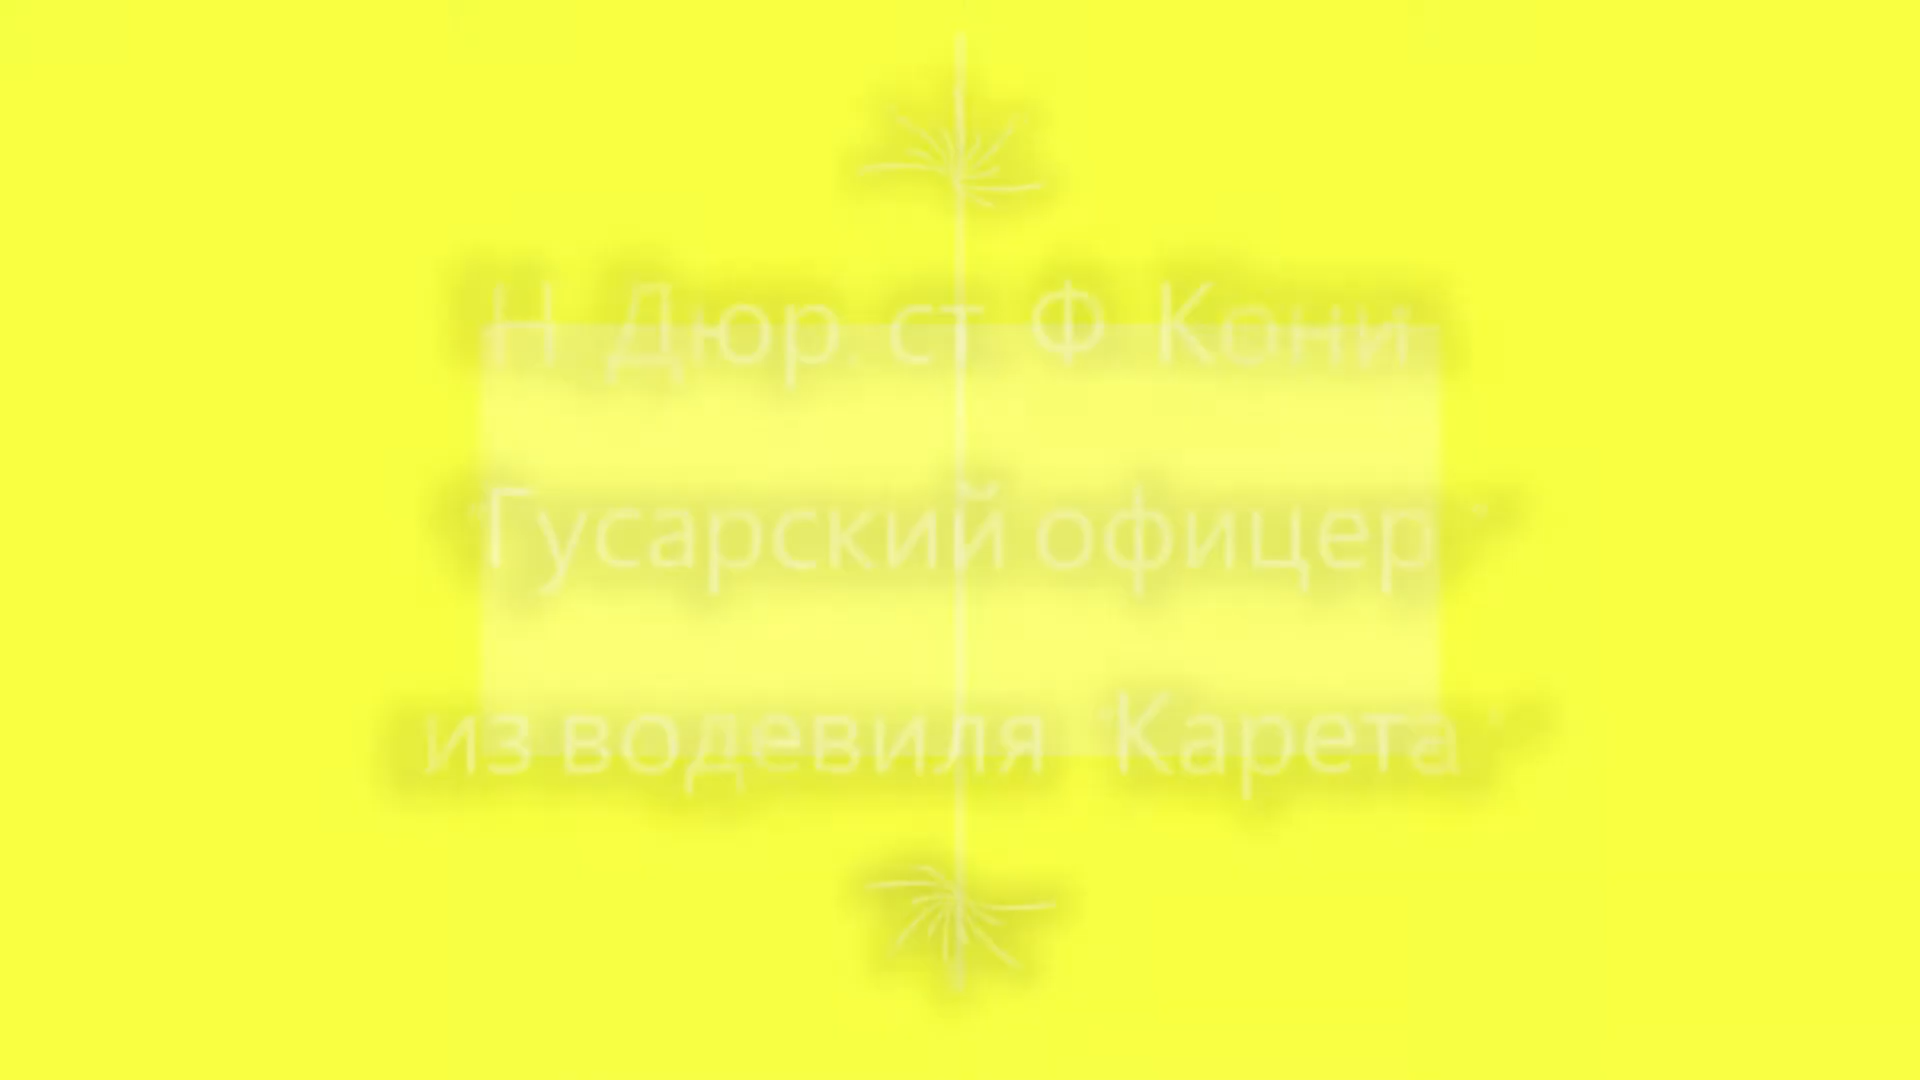 Н. Дюр, ст. Ф. Кони
"Гусарский офицер"
из водевиля "Карета"